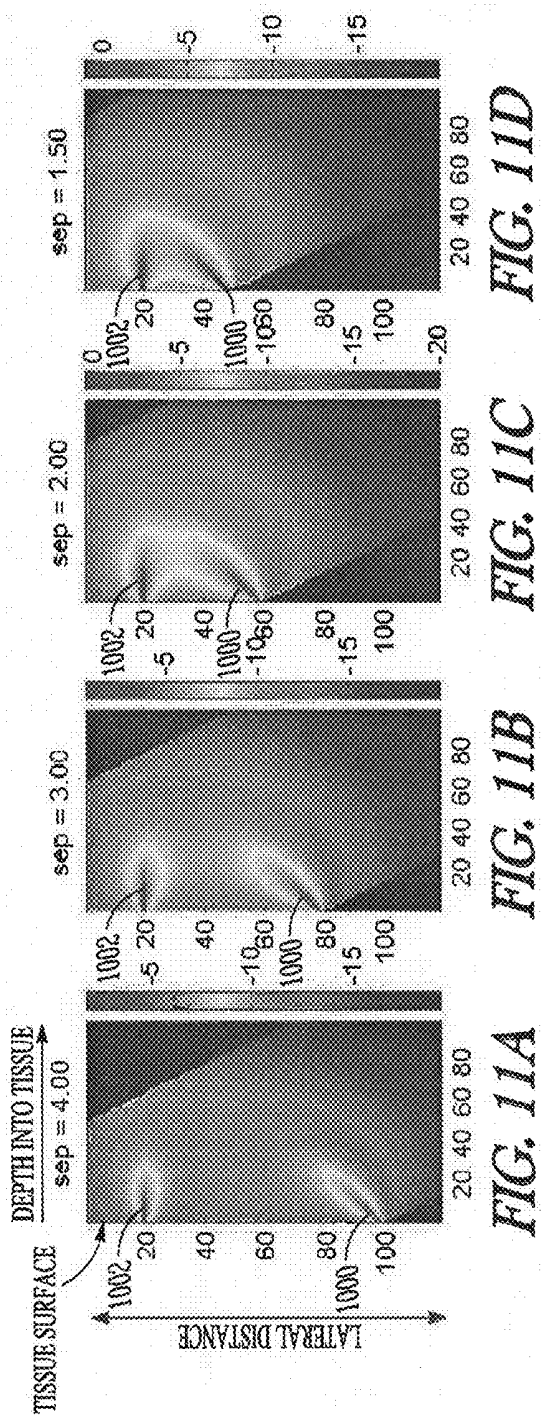 TISSUE SURFACE
DEPTH INTO TISSUE
LATERAL DISTANCE
sep = 4.00
1002
20
40
60
80
100
1000
20 40 60 80
-5
-10
-15
FIG. 11A
sep = 3.00
1002
20
40
60
80
100
1000
20 40 60 80
-5
-10
-15
FIG. 11B
sep = 2.00
1002
20
40
60
80
100
1000
20 40 60 80
0
-5
-10
-15
-20
FIG. 11C
sep = 1.50
1002
20
40
60
80
100
1000
20 40 60 80
0
-5
-10
-15
FIG. 11D